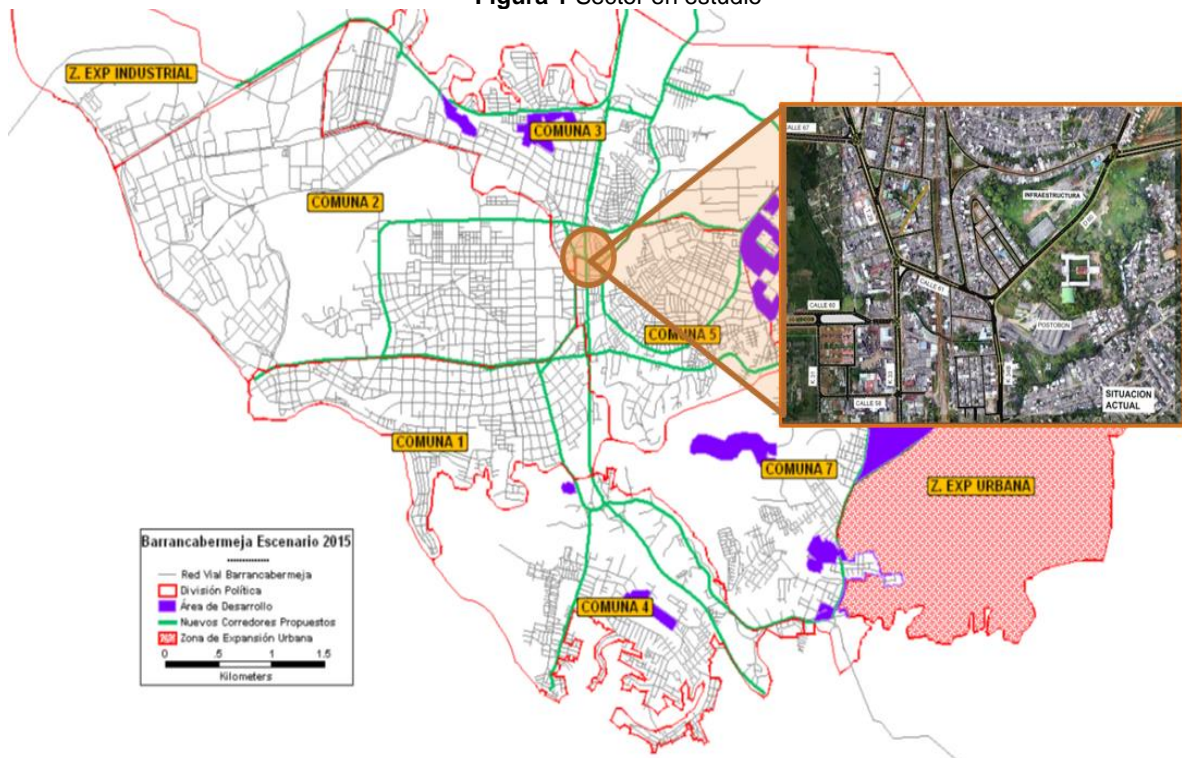 Figura 1 Sector en estudio
Z. EXP INDUSTRIAL
COMUNA 3
COMUNA 2
COMUNA 5
COMUNA 1
COMUNA 7
Z. EXP URBANA
COMUNA 4
CALLE 67
INFRAESTRUCTURA
CALLE 61
CALLE 60
POSTOBON
CALLE 58
K 33
SITUACION
ACTUAL
Barrancabermeja Escenario 2015
Red Vial Barrancabermeja
División Política
Área de Desarrollo
Nuevos Corredores Propuestos
Zona de Expansión Urbana
0 .5 1 1.5
Kilometers